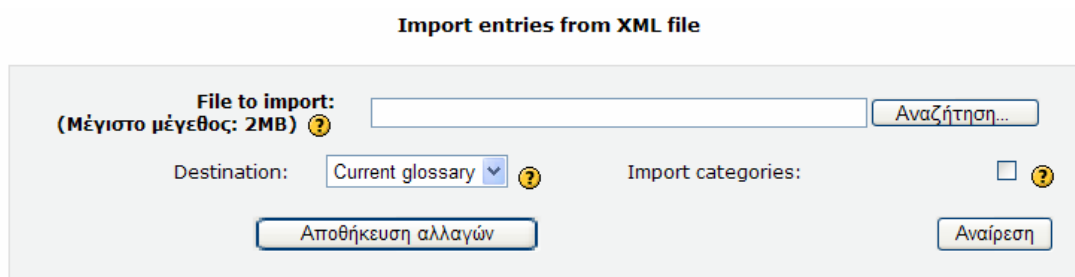 Import entries from XML file
File to import:
(Μέγιστο μέγεθος: 2MB) ?
Αναζήτηση...
Destination: Current glossary ? Import categories: ?
Αποθήκευση αλλαγών Αναίρεση